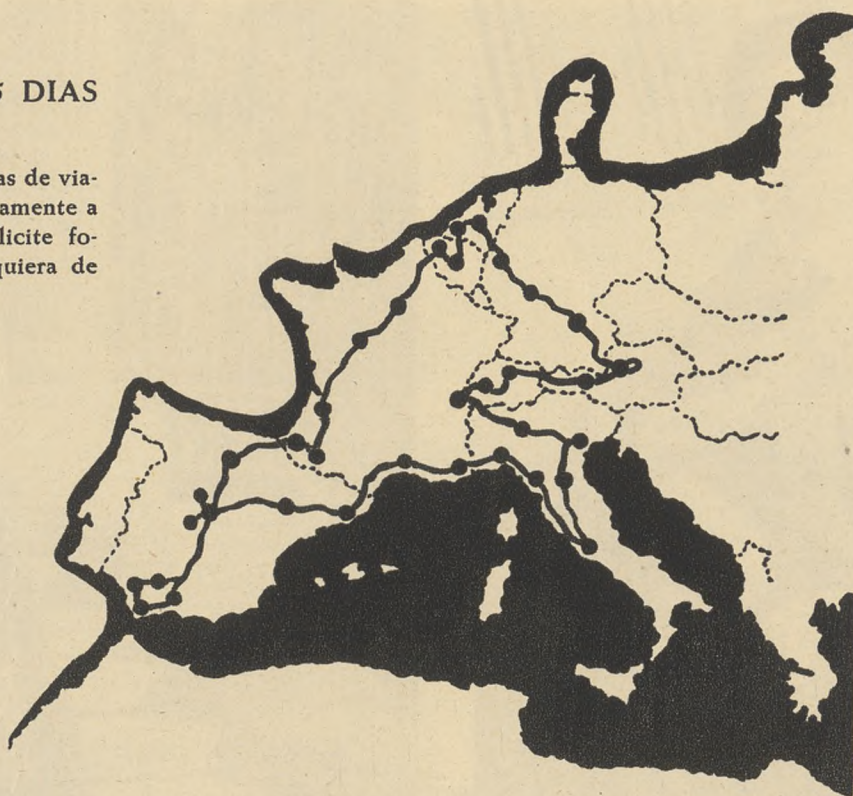 DIAS
as de via-
amente a
licite fo-
quiera de